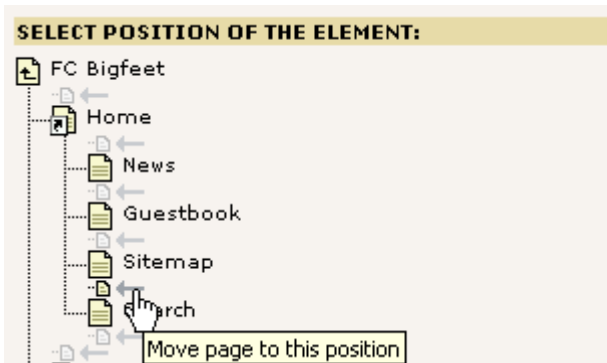 SELECT POSITION OF THE ELEMENT:
FC Bigfeet
Home
News
Guestbook
Sitemap
Move page to this position